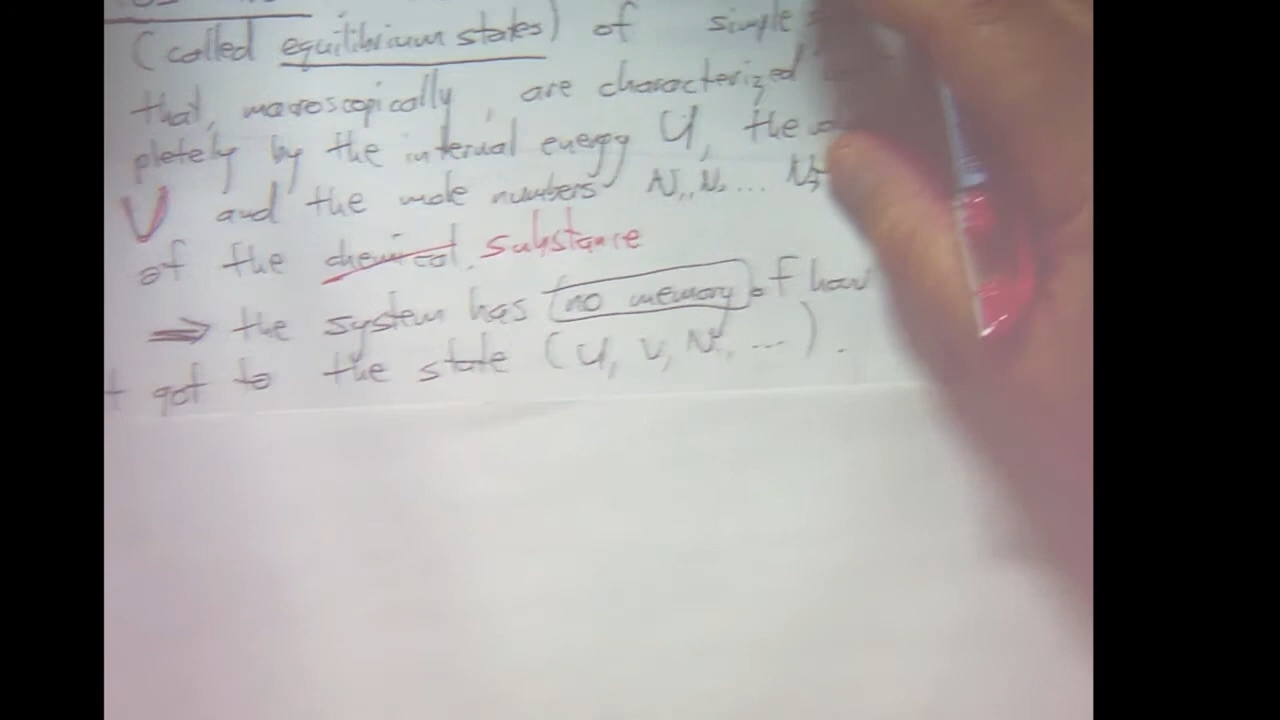 (called equilibrium states) of simple
that, macroscopically, are characterized
pletely by the internal energy U, the
V and the mole numbers N₁, N₂ ... Nᵣ
of the chemical substance
⇒ the system has no memory of how
got to the state (U, V, N₁, ...).